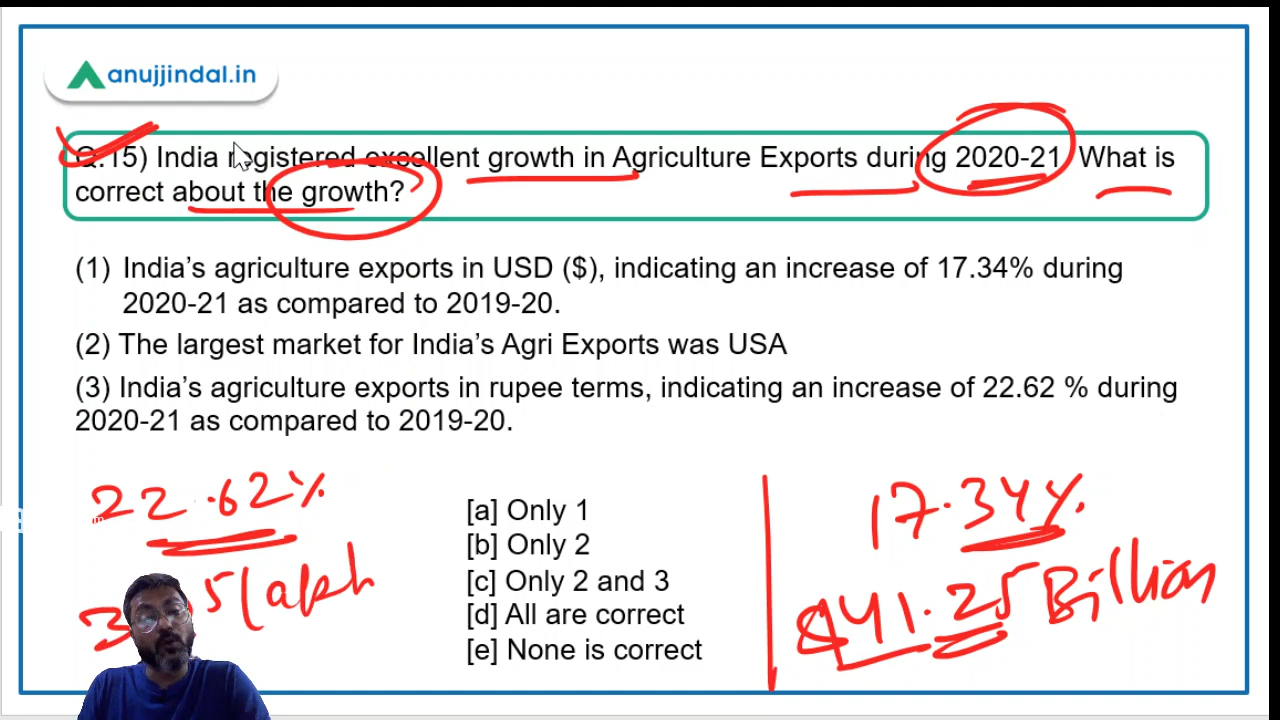 anujjindal.in
Q.15) India registered excellent growth in Agriculture Exports during 2020-21. What is
correct about the growth?
(1) India’s agriculture exports in USD ($), indicating an increase of 17.34% during
2020-21 as compared to 2019-20.
(2) The largest market for India’s Agri Exports was USA
(3) India’s agriculture exports in rupee terms, indicating an increase of 22.62 % during
2020-21 as compared to 2019-20.
[a] Only 1
[b] Only 2
[c] Only 2 and 3
[d] All are correct
[e] None is correct
22.62%
5 lakh
17.34%
$41.25 Billion